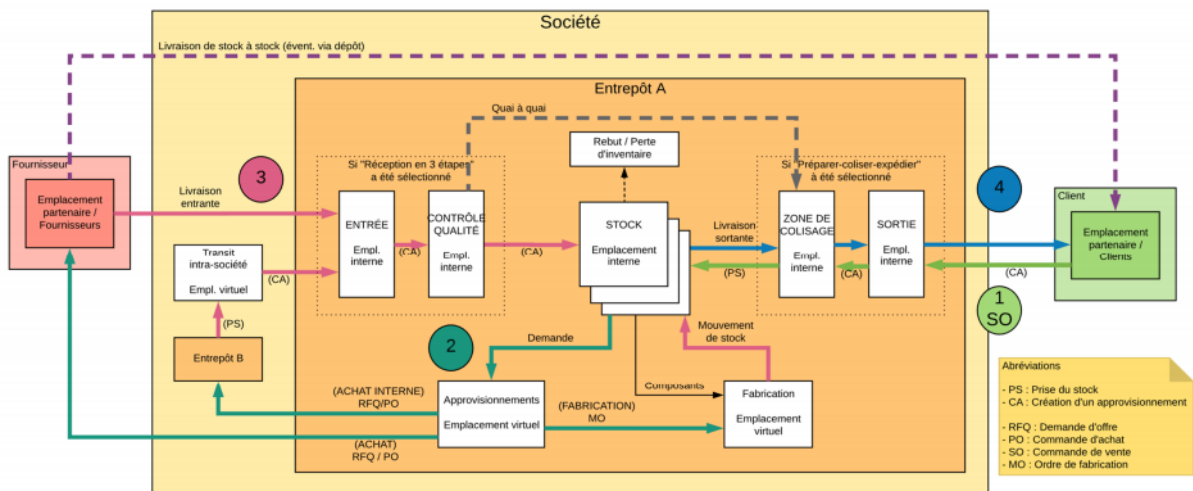 Société
Livraison de stock à stock (évent. via dépôt)
Entrepôt A
Quai à quai
Rebut / Perte
d'inventaire
Fournisseur
Emplacement
partenaire /
Fournisseurs
3
Livraison
entrante
Si "Réception en 3 étapes"
a été sélectionné
ENTRÉE
Empl.
interne
(CA)
CONTRÔLE
QUALITÉ
Empl.
interne
(CA)
STOCK
Emplacement
interne
Livraison
sortante
(PS)
Si "Préparer-coliser-expédier"
à été sélectionné
ZONE DE
COLISAGE
Empl.
interne
(CA)
SORTIE
Empl.
interne
4
Client
Emplacement
partenaire /
Clients
(CA)
1
SO
Transit
intra-société
Empl. virtuel
(CA)
(PS)
Entrepôt B
2
Demande
Mouvement
de stock
Composants
(ACHAT INTERNE)
RFQ/PO
Approvisionnements
Emplacement virtuel
(FABRICATION)
MO
Fabrication
Emplacement
virtuel
(ACHAT)
RFQ / PO
Abréviations
- PS : Prise du stock
- CA : Création d'un approvisionnement
- RFQ : Demande d'offre
- PO : Commande d'achat
- SO : Commande de vente
- MO : Ordre de fabrication